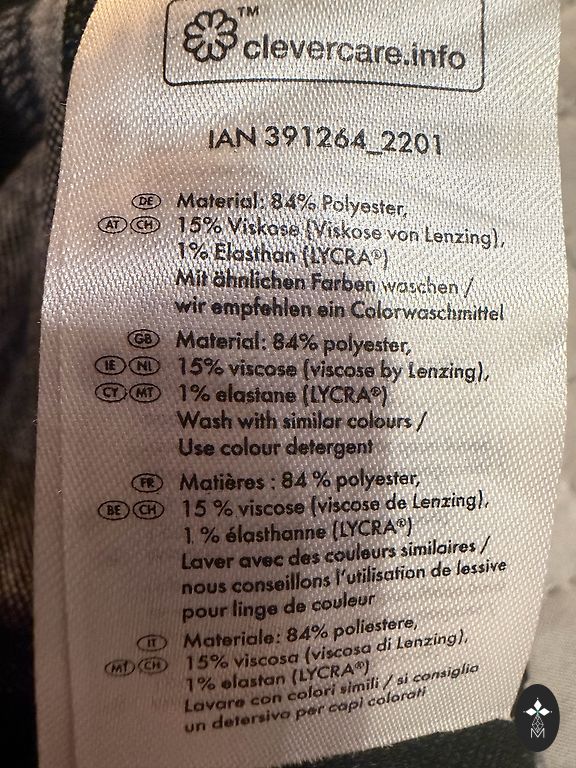 ™
clevercare.info
IAN 391264_2201
DE Material: 84% Polyester,
AT CH 15% Viskose (Viskose von Lenzing),
1% Elasthan (LYCRA®)
Mit ähnlichen Farben waschen /
wir empfehlen ein Colorwaschmittel
GB Material: 84% polyester,
IE NL 15% viscose (viscose by Lenzing),
CY MT 1% elastane (LYCRA®)
Wash with similar colours /
Use colour detergent
FR Matières : 84 % polyester,
BE CH 15 % viscose (viscose de Lenzing),
1 % élasthanne (LYCRA®)
Laver avec des couleurs similaires /
nous conseillons l'utilisation de lessive
pour linge de couleur
IT Materiale: 84% poliestere,
MT CH 15% viscosa (viscosa di Lenzing),
1% elastan (LYCRA®)
Lavare con colori simili / si consiglia
un detersivo per capi colorati
M